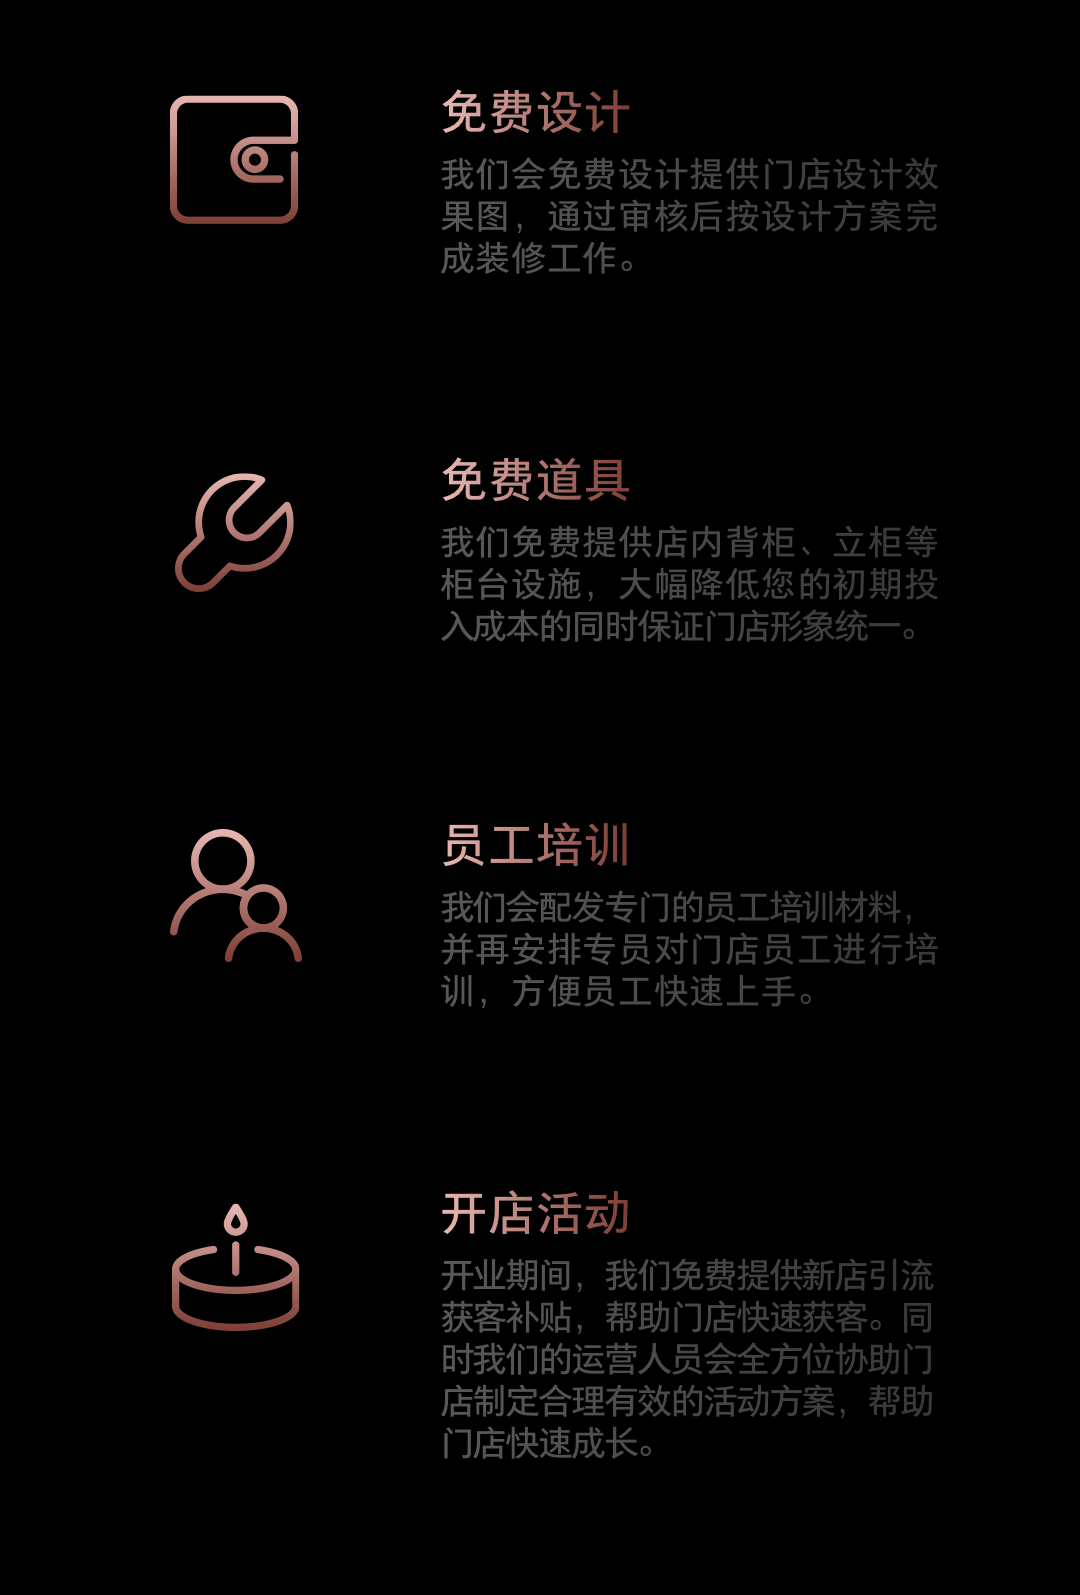 免费设计
我们会免费设计提供门店设计效
果图，通过审核后按设计方案完
成装修工作。
免费道具
我们免费提供店内背柜、立柜等
柜台设施，大幅降低您的初期投
入成本的同时保证门店形象统一。
员工培训
我们会配发专门的员工培训材料，
并再安排专员对门店员工进行培
训，方便员工快速上手。
开店活动
开业期间，我们免费提供新店引流
获客补贴，帮助门店快速获客。同
时我们的运营人员会全方位协助门
店制定合理有效的活动方案，帮助
门店快速成长。